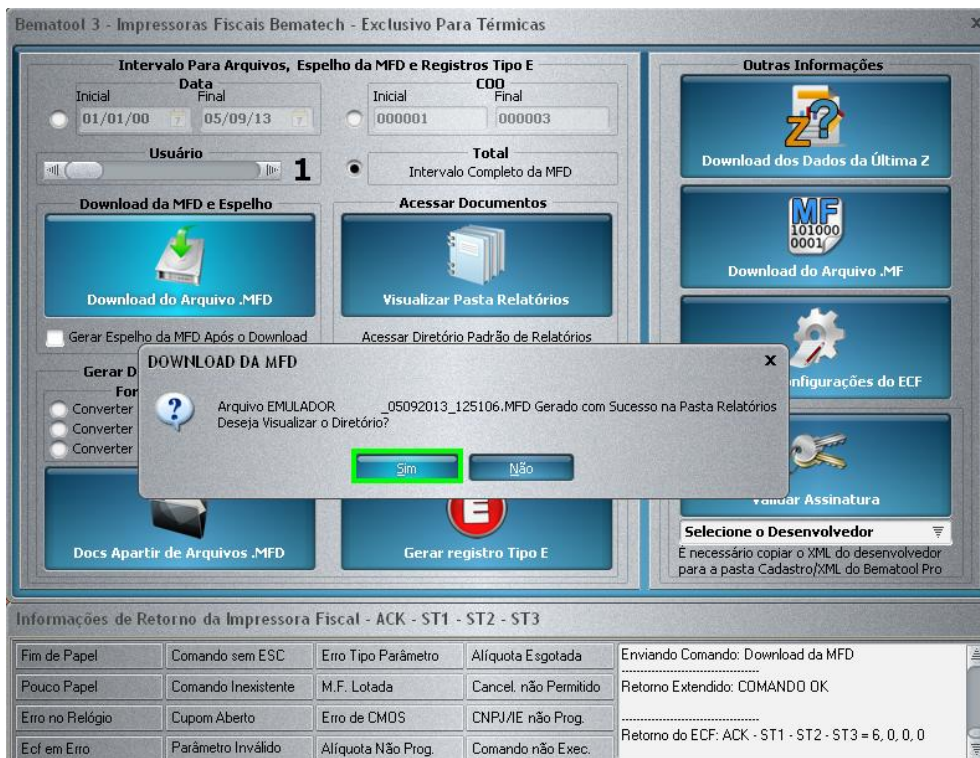 Bematool 3 - Impressoras Fiscais Bematech - Exclusivo Para Térmicas
x
Intervalo Para Arquivos, Espelho da MFD e Registros Tipo E
Data
Inicial Final
01/01/00 05/09/13
COO
Inicial Final
000001 000003
Usuário
1
Total
Intervalo Completo da MFD
Download da MFD e Espelho
Download do Arquivo .MFD
Gerar Espelho da MFD Após o Download
Acessar Documentos
Visualizar Pasta Relatórios
Acessar Diretório Padrão de Relatórios
Gerar D
For
Converter
Converter
Converter
DOWNLOAD DA MFD
x
Arquivo EMULADOR _05092013_125106.MFD Gerado com Sucesso na Pasta Relatórios
Deseja Visualizar o Diretório?
Sim
Não
Docs Apartir de Arquivos .MFD
E
Gerar registro Tipo E
Outras Informações
Z?
Download dos Dados da Última Z
MF
101000
0001
Download do Arquivo .MF
nfigurações do ECF
Validar Assinatura
Selecione o Desenvolvedor
É necessário copiar o XML do desenvolvedor
para a pasta Cadastro/XML do Bematool Pro
Informações de Retorno da Impressora Fiscal - ACK - ST1 - ST2 - ST3
Fim de Papel Comando sem ESC Erro Tipo Parâmetro Alíquota Esgotada
Pouco Papel Comando Inexistente M.F. Lotada Cancel. não Permitido
Erro no Relógio Cupom Aberto Erro de CMOS CNPJ/IE não Prog.
Ecf em Erro Parâmetro Inválido Alíquota Não Prog. Comando não Exec.
Enviando Comando: Download da MFD
----------------------------------------
Retorno Extendido: COMANDO OK
----------------------------------------
Retorno do ECF: ACK - ST1 - ST2 - ST3 = 6, 0, 0, 0